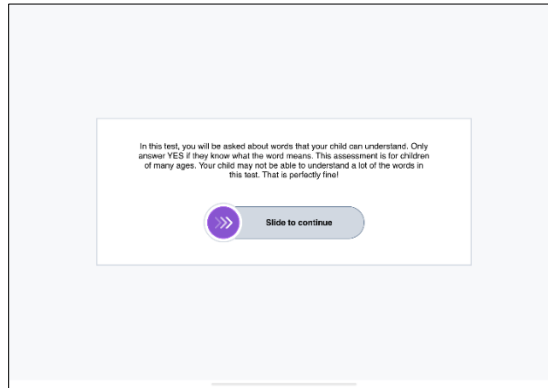 In this test, you will be asked about words that your child can understand. Only
answer YES if they know what the word means. This assessment is for children
of many ages. Your child may not be able to understand a lot of the words in
this test. That is perfectly fine!
Slide to continue